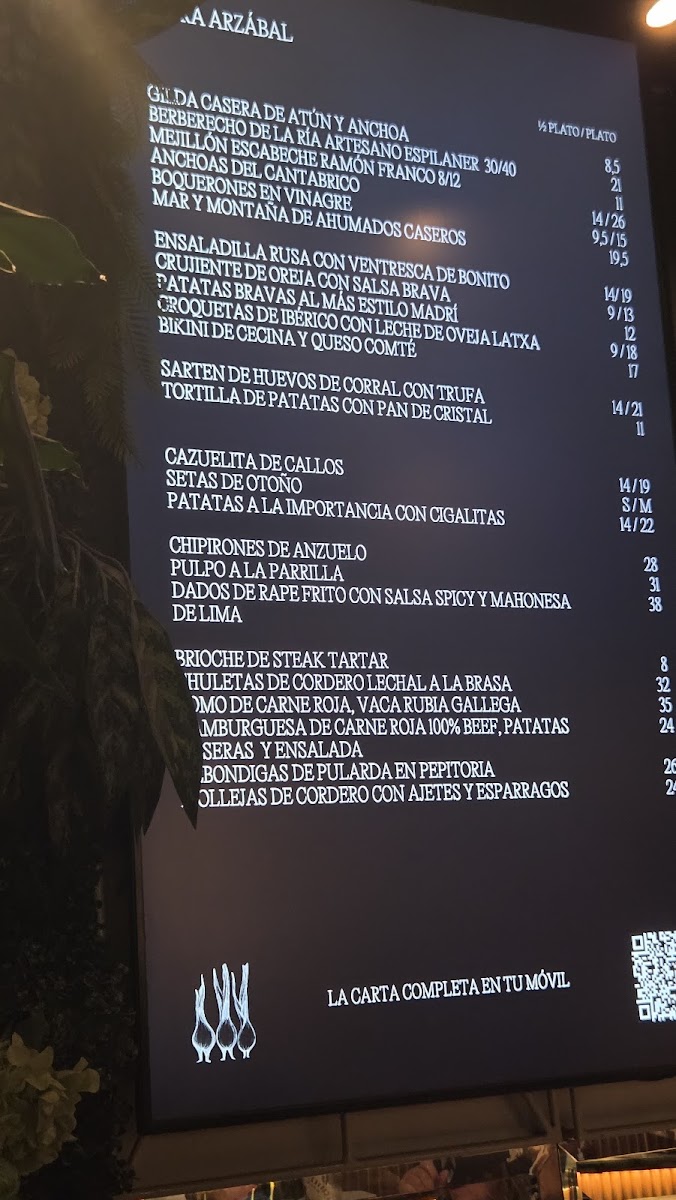 ARZÁBAL
½ PLATO / PLATO
GILDA CASERA DE ATÚN Y ANCHOA 8,5
BERBERECHO DE LA RÍA ARTESANO ESPILANER 30/40 21
MEJILLÓN ESCABECHE RAMÓN FRANCO 8/12 11
ANCHOAS DEL CANTABRICO 14 / 26
BOQUERONES EN VINAGRE 9,5 / 15
MAR Y MONTAÑA DE AHUMADOS CASEROS 19,5
ENSALADILLA RUSA CON VENTRESCA DE BONITO 14 / 19
CRUJIENTE DE OREJA CON SALSA BRAVA 9 / 13
PATATAS BRAVAS AL MÁS ESTILO MADRÍ 12
CROQUETAS DE IBÉRICO CON LECHE DE OVEJA LATXA 9 / 18
BIKINI DE CECINA Y QUESO COMTÉ 17
SARTEN DE HUEVOS DE CORRAL CON TRUFA 14 / 21
TORTILLA DE PATATAS CON PAN DE CRISTAL 11
CAZUELITA DE CALLOS 14 / 19
SETAS DE OTOÑO S / M
PATATAS A LA IMPORTANCIA CON CIGALITAS 14 / 22
CHIPIRONES DE ANZUELO 28
PULPO A LA PARRILLA 31
DADOS DE RAPE FRITO CON SALSA SPICY Y MAHONESA 38
DE LIMA
BRIOCHE DE STEAK TARTAR 8
CHULETAS DE CORDERO LECHAL A LA BRASA 32
LOMO DE CARNE ROJA, VACA RUBIA GALLEGA 35
HAMBURGUESA DE CARNE ROJA 100% BEEF, PATATAS 24
SERAS Y ENSALADA
BONDIGAS DE PULARDA EN PEPITORIA 26
OLLEJAS DE CORDERO CON AJETES Y ESPARRAGOS
LA CARTA COMPLETA EN TU MÓVIL